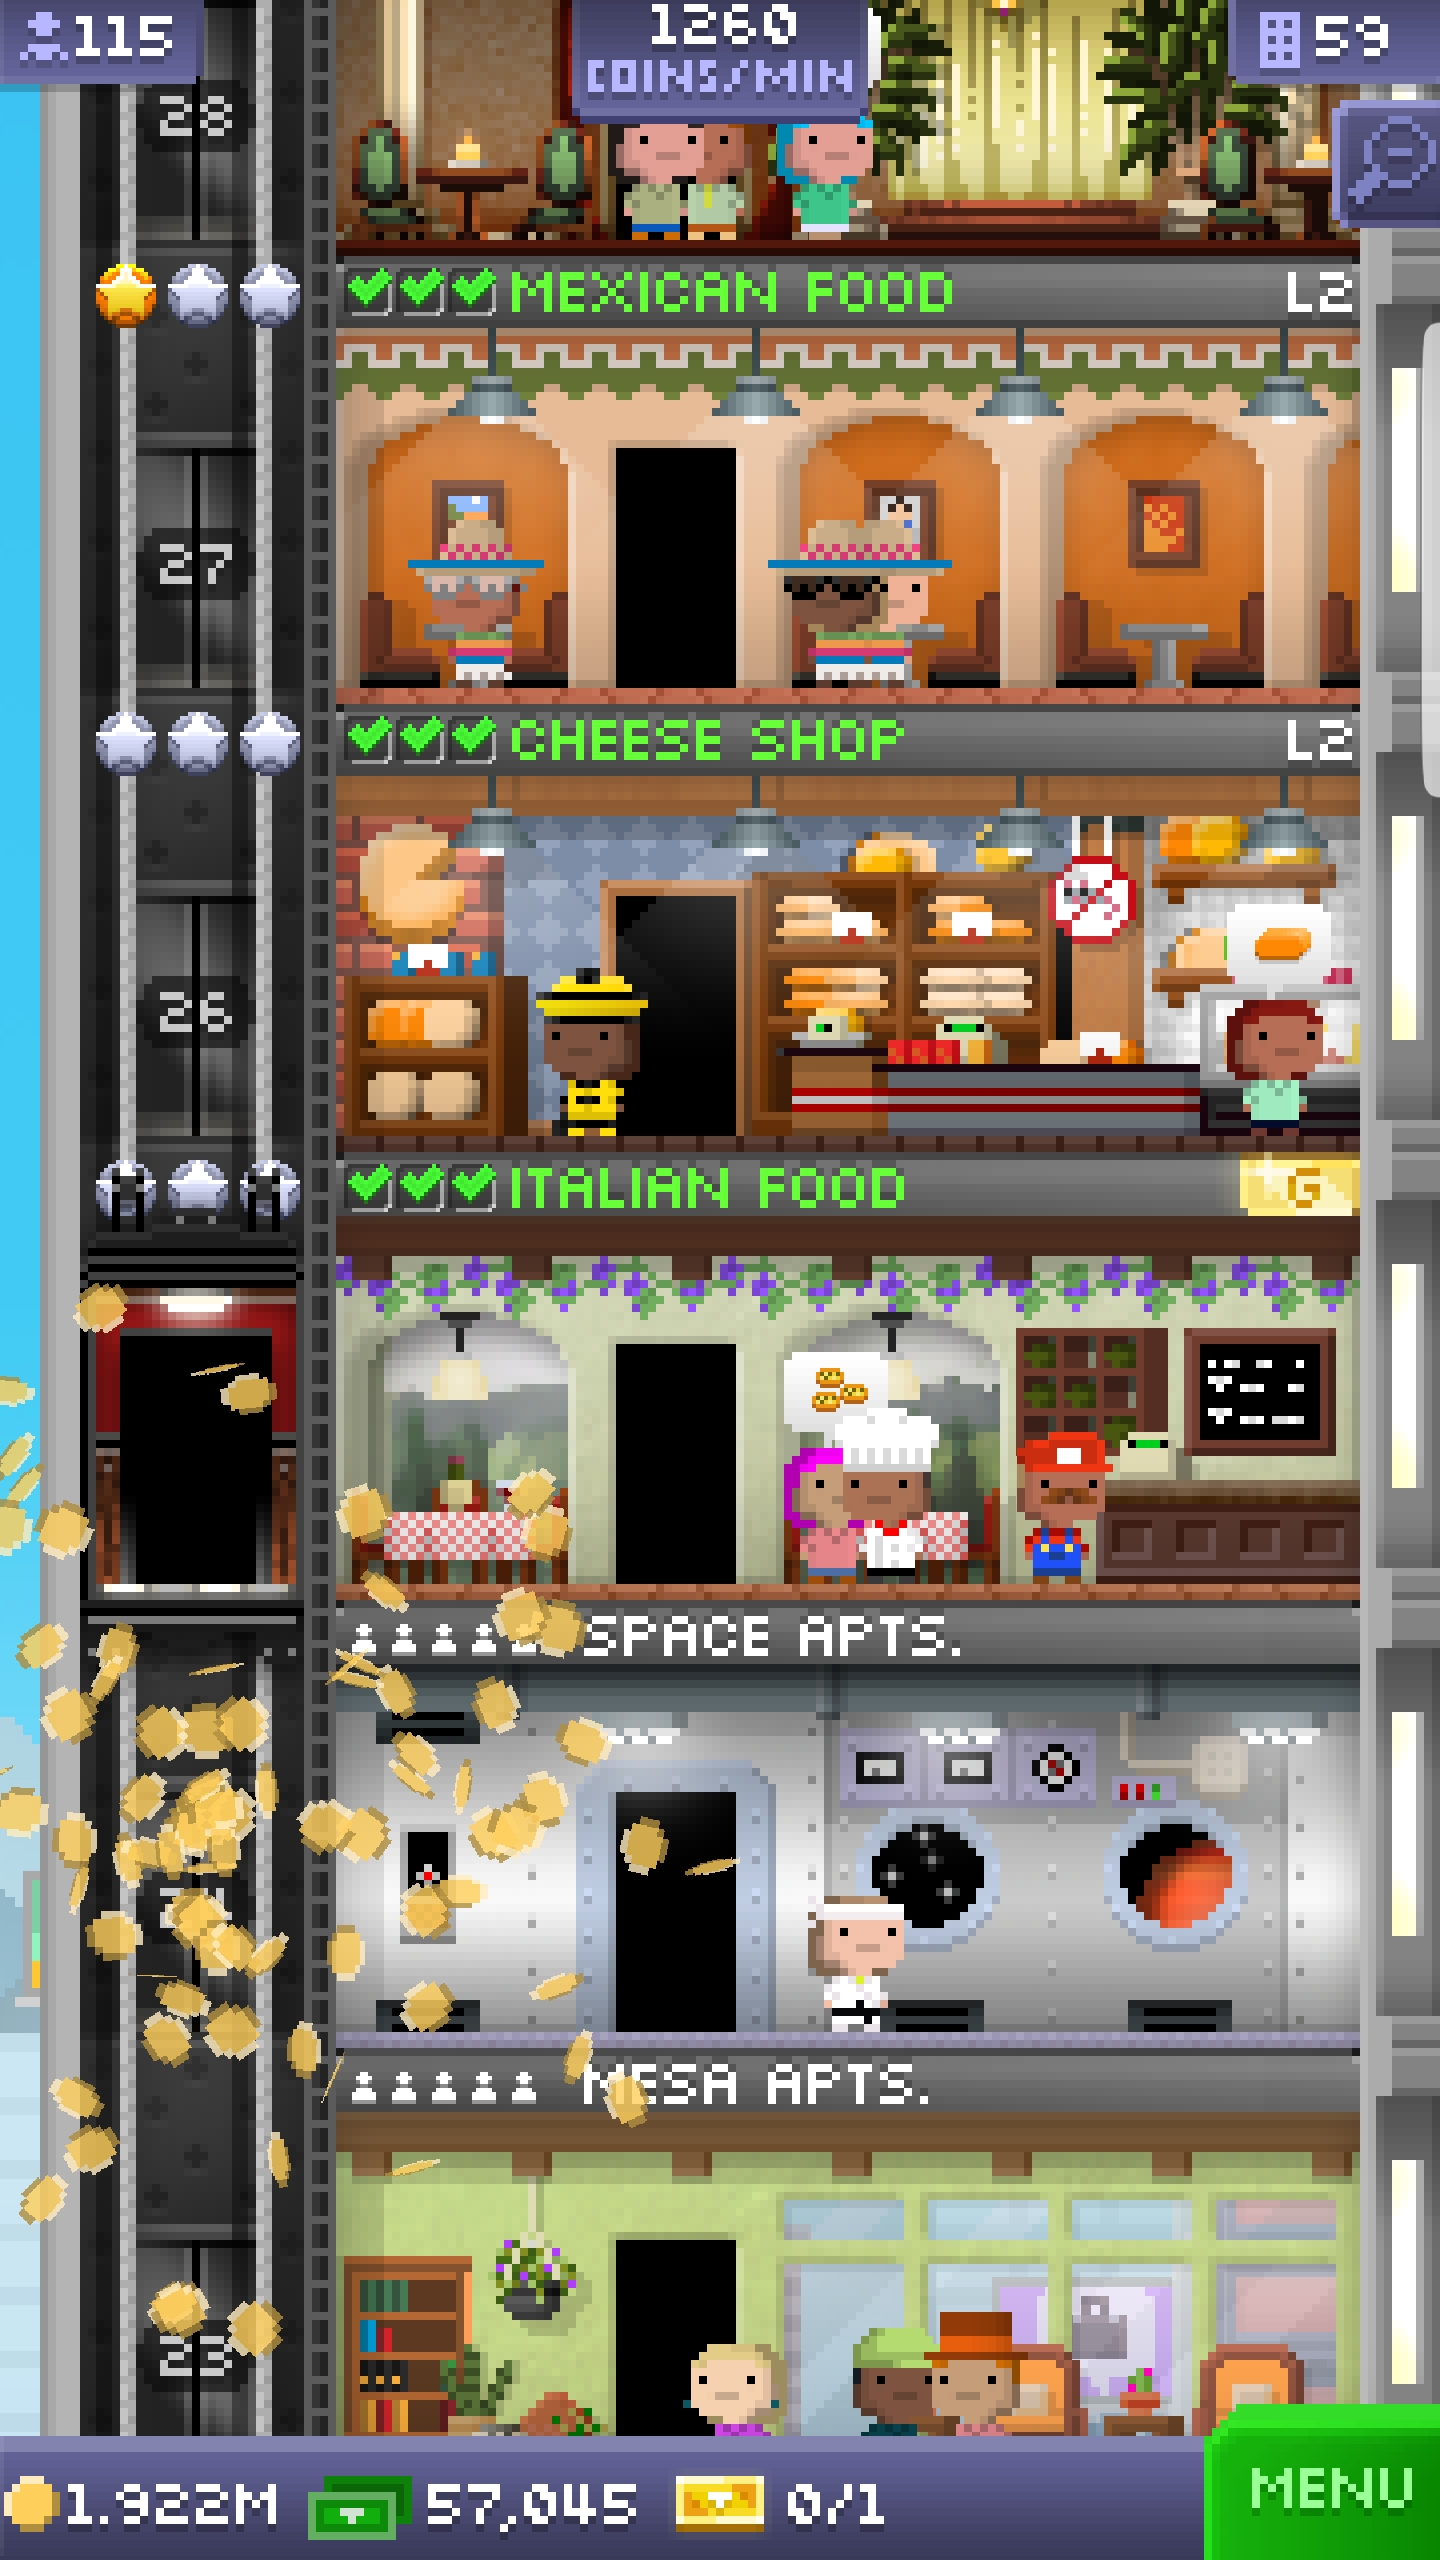 115
1260
COINS/MIN
59
28
MEXICAN FOOD L2
27
CHEESE SHOP L2
26
ITALIAN FOOD G
SPACE APTS.
MESA APTS.
23
1.922M 57,045 0/1
MENU